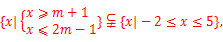 {x|{x ⩾ m + 1
x ⩽ 2m − 1} ⫋ {x| − 2 ≤ x ≤ 5},